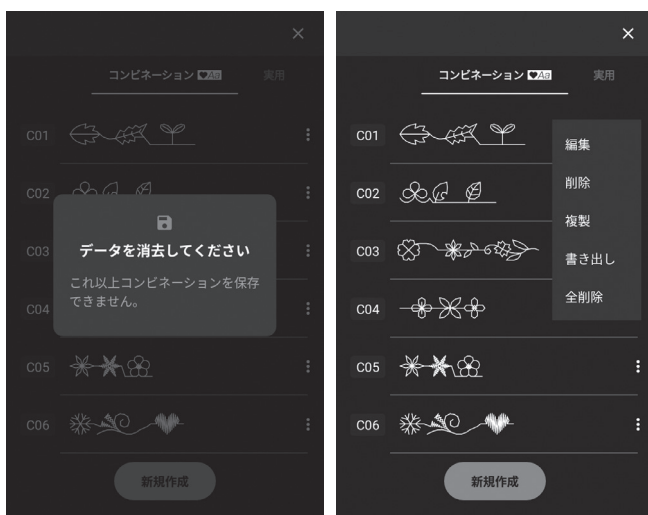 ×
コンビネーション ♥Aa 実用
C01
C02
データを消去してください
C03
これ以上コンビネーションを保存
できません。
C04
C05
C06
新規作成
×
コンビネーション ♥Aa 実用
C01
編集
削除
C02
複製
C03
書き出し
全削除
C04
C05
C06
新規作成